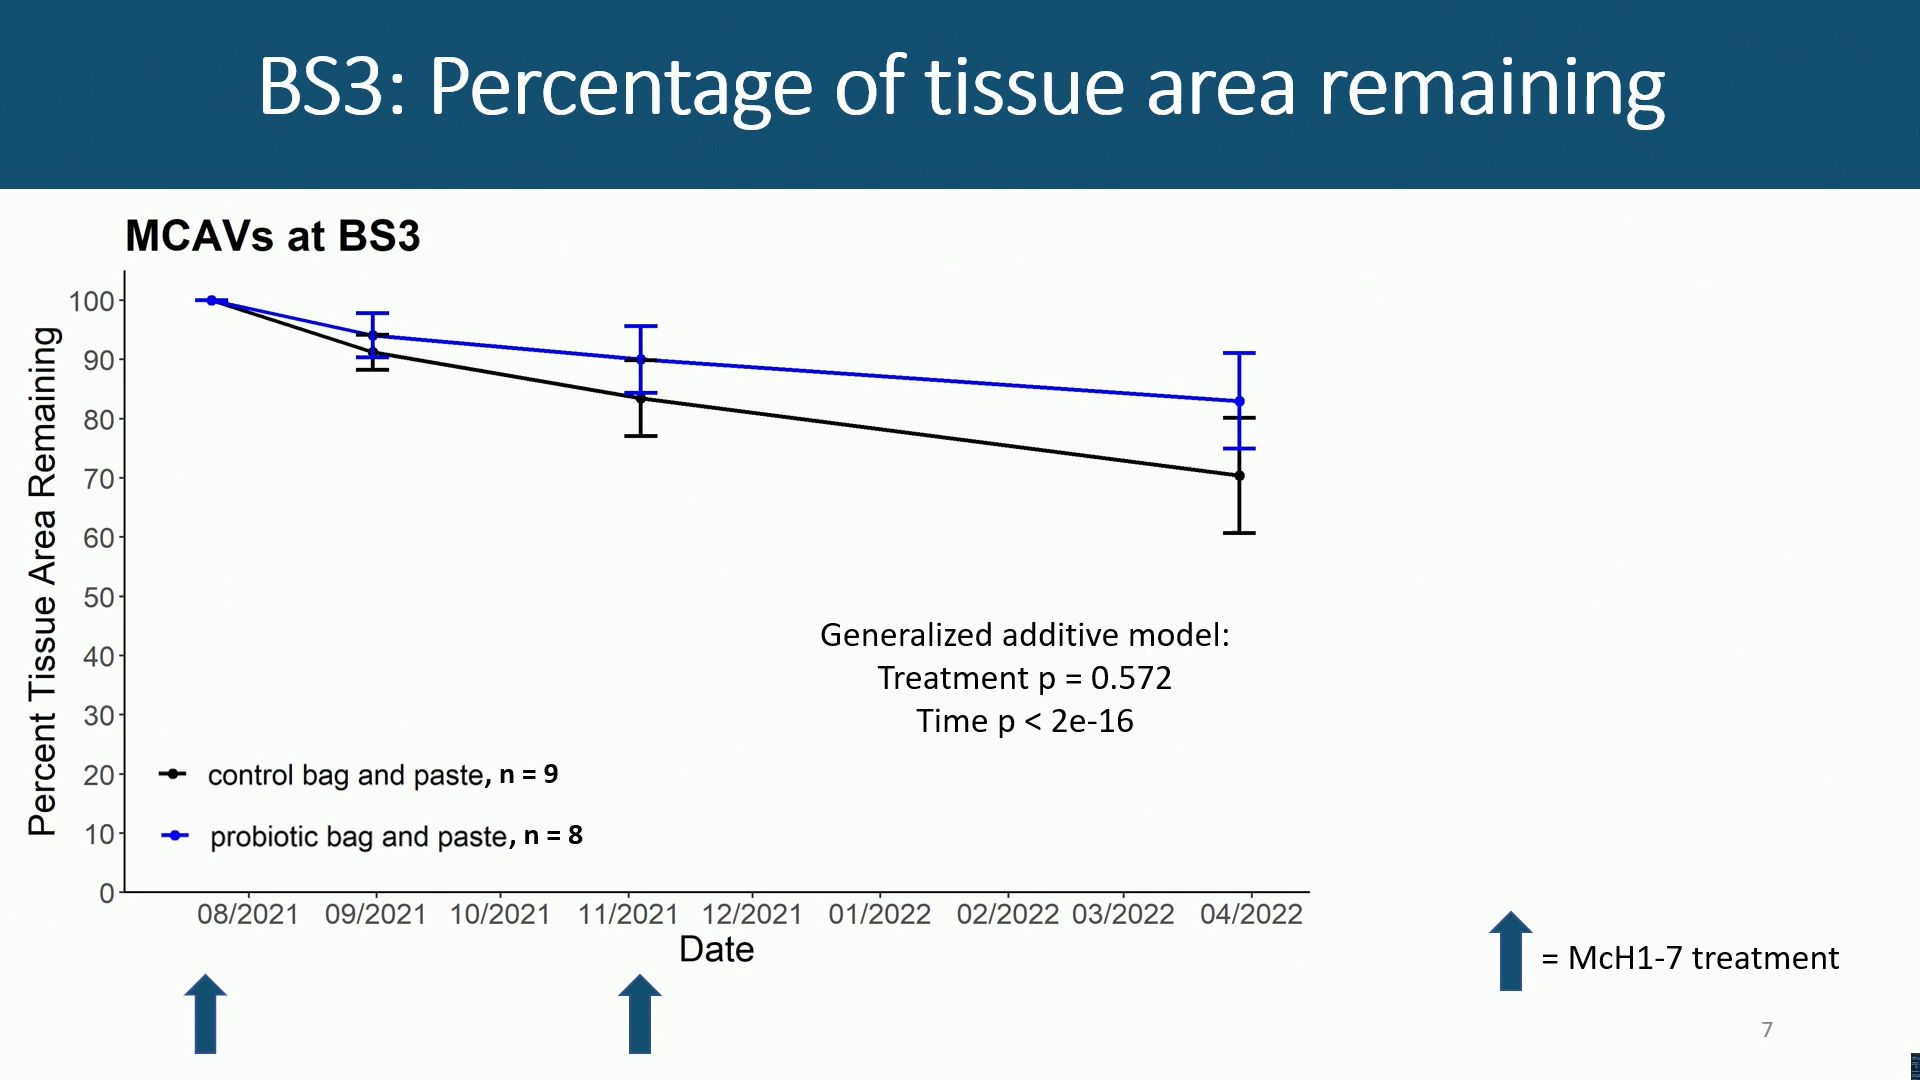 BS3: Percentage of tissue area remaining
MCAVs at BS3
Percent Tissue Area Remaining
100
90
80
70
60
50
40
30
20
10
0
Generalized additive model:
Treatment p = 0.572
Time p < 2e-16
control bag and paste, n = 9
probiotic bag and paste, n = 8
08/2021 09/2021 10/2021 11/2021 12/2021 01/2022 02/2022 03/2022 04/2022
Date
= McH1-7 treatment
7